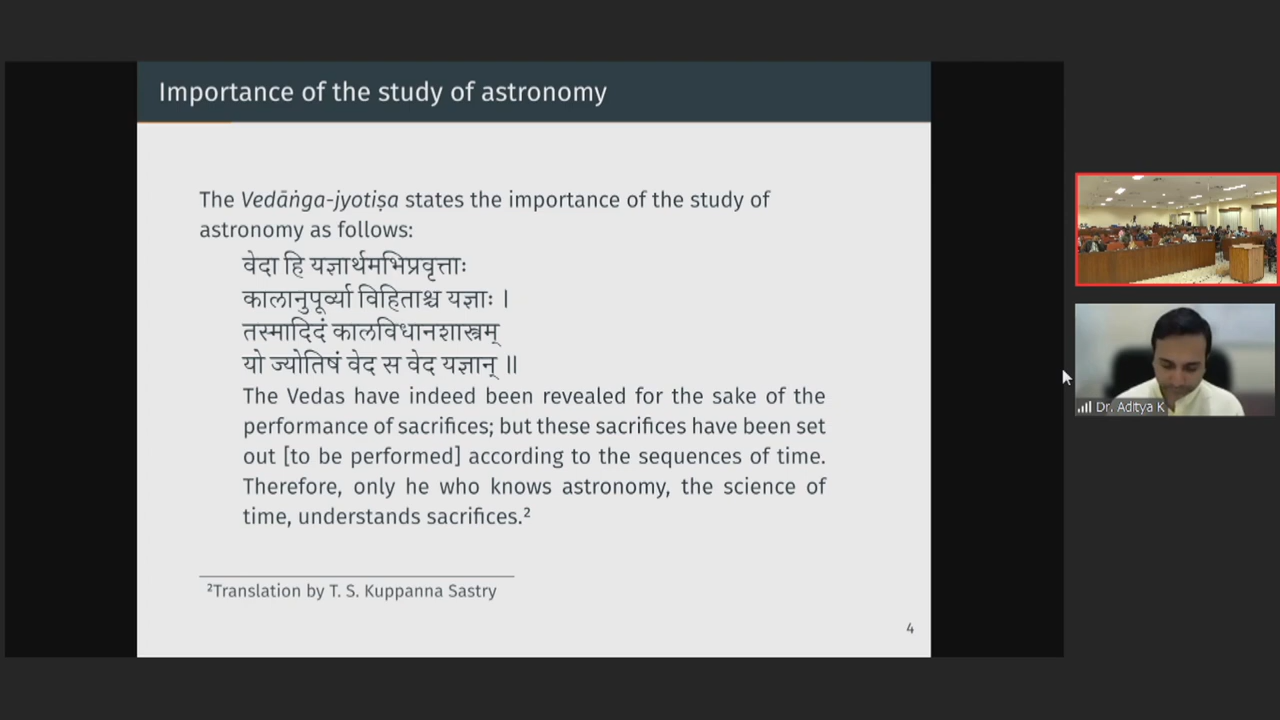 Importance of the study of astronomy
The Vedāṅga-jyotiṣa states the importance of the study of
astronomy as follows:
वेदा हि यज्ञार्थमभिप्रवृत्ताः
कालानुपूर्व्या विहिताश्च यज्ञाः ।
तस्मादिदं कालविधानशास्त्रम्
यो ज्योतिषं वेद स वेद यज्ञान् ॥
The Vedas have indeed been revealed for the sake of the
performance of sacrifices; but these sacrifices have been set
out [to be performed] according to the sequences of time.
Therefore, only he who knows astronomy, the science of
time, understands sacrifices.²
²Translation by T. S. Kuppanna Sastry
4
Dr. Aditya K